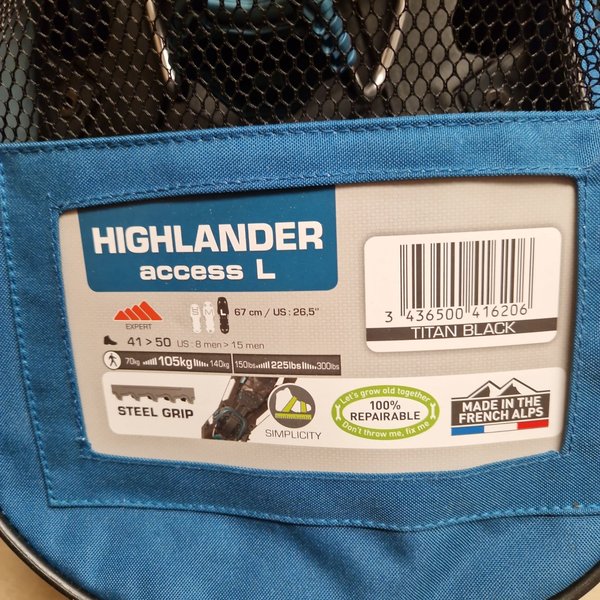 HIGHLANDER
access L
3 436500 416206
TITAN BLACK
EXPERT
S M L 67 cm / US : 26,5"
41 > 50 US : 8 men > 15 men
70kg 105kg 140kg 150lbs 225lbs 300lbs
STEEL GRIP
SIMPLICITY
Let's grow old together
100%
REPAIRABLE
Don't throw me, fix me
MADE IN THE
FRENCH ALPS